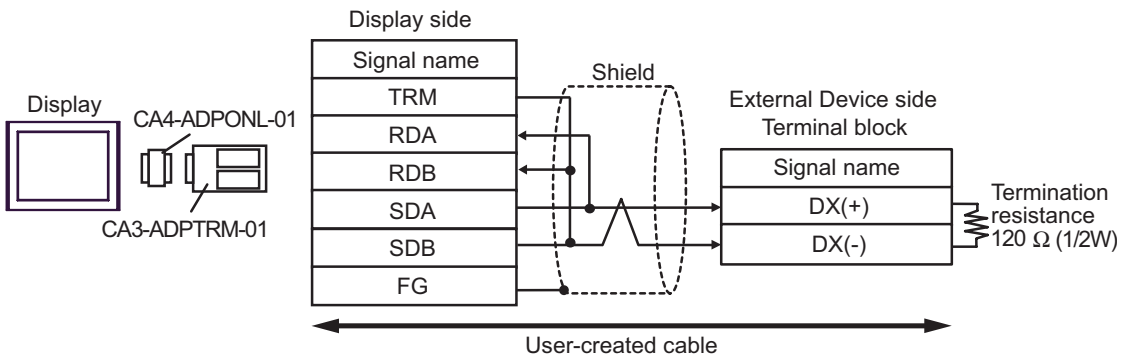 Display side
Signal name
TRM
RDA
RDB
SDA
SDB
FG
Shield
Display
CA4-ADPONL-01
CA3-ADPTRM-01
External Device side
Terminal block
Signal name
DX(+)
DX(-)
Termination
resistance
120 Ω (1/2W)
User-created cable